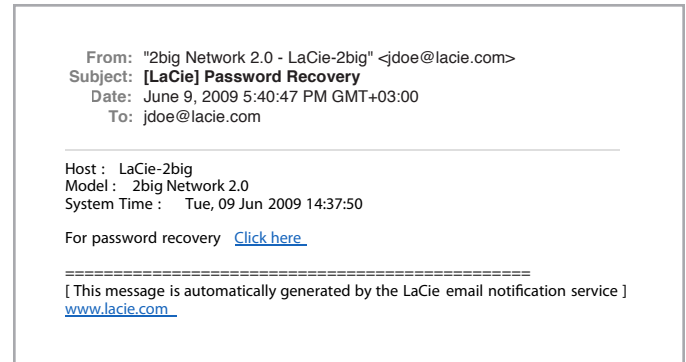 From: "2big Network 2.0 - LaCie-2big" <jdoe@lacie.com>
Subject: [LaCie] Password Recovery
Date: June 9, 2009 5:40:47 PM GMT+03:00
To: jdoe@lacie.com
Host : LaCie-2big
Model : 2big Network 2.0
System Time : Tue, 09 Jun 2009 14:37:50
For password recovery Click here
================================================
[ This message is automatically generated by the LaCie email notification service ]
www.lacie.com